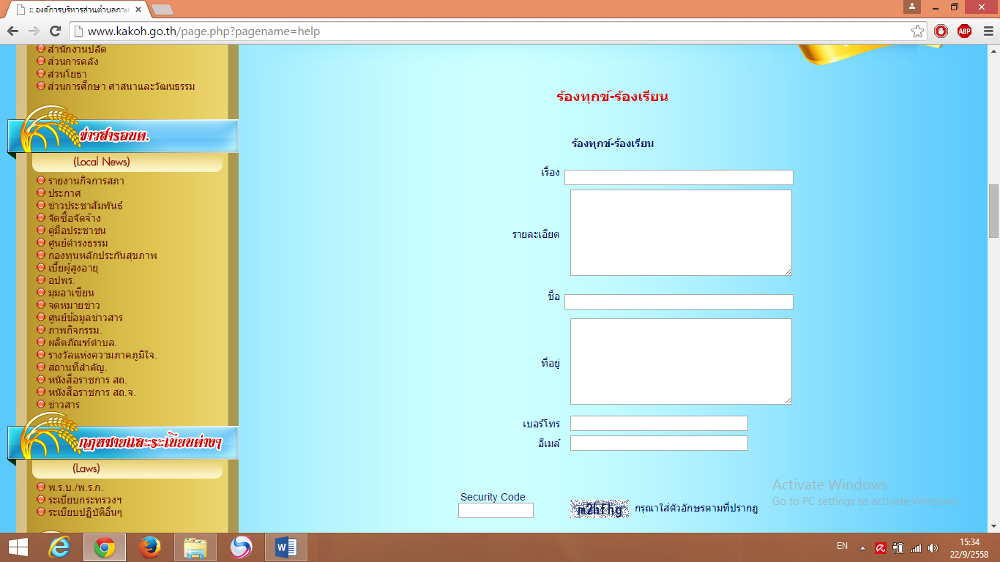 :: องค์การบริหารส่วนตำบลกาเ
www.kakoh.go.th/page.php?pagename=help
ABP
สำนักงานปลัด
ส่วนการคลัง
ส่วนโยธา
ส่วนการศึกษา ศาสนาและวัฒนธรรม
ข่าวสารอบต.
(Local News)
รายงานกิจการสภา
ประกาศ
ข่าวประชาสัมพันธ์
จัดซื้อจัดจ้าง
คู่มือประชาชน
ศูนย์ดำรงธรรม
กองทุนหลักประกันสุขภาพ
เบี้ยผู้สูงอายุ
อปพร.
มุมอาเซียน
จดหมายข่าว
ศูนย์ข้อมูลข่าวสาร
ภาพกิจกรรม.
ผลิตภัณฑ์ตำบล.
รางวัลแห่งความภาคภูมิใจ.
สถานที่สำคัญ.
หนังสือราชการ สถ.
หนังสือราชการ สถ.จ.
ข่าวสาร
กฎหมายและระเบียบต่างๆ
(Laws)
พ.ร.บ./พ.ร.ก.
ระเบียบกระทรวงฯ
ระเบียบปฏิบัติอื่นๆ
ร้องทุกข์-ร้องเรียน
ร้องทุกข์-ร้องเรียน
เรื่อง
รายละเอียด
ชื่อ
ที่อยู่
เบอร์โทร
อีเมล์
Security Code
m2hfhg กรุณาใส่ตัวอักษรตามที่ปรากฎ
Activate Windows
Go to PC settings to activate Windows.
EN
15:34
22/9/2558